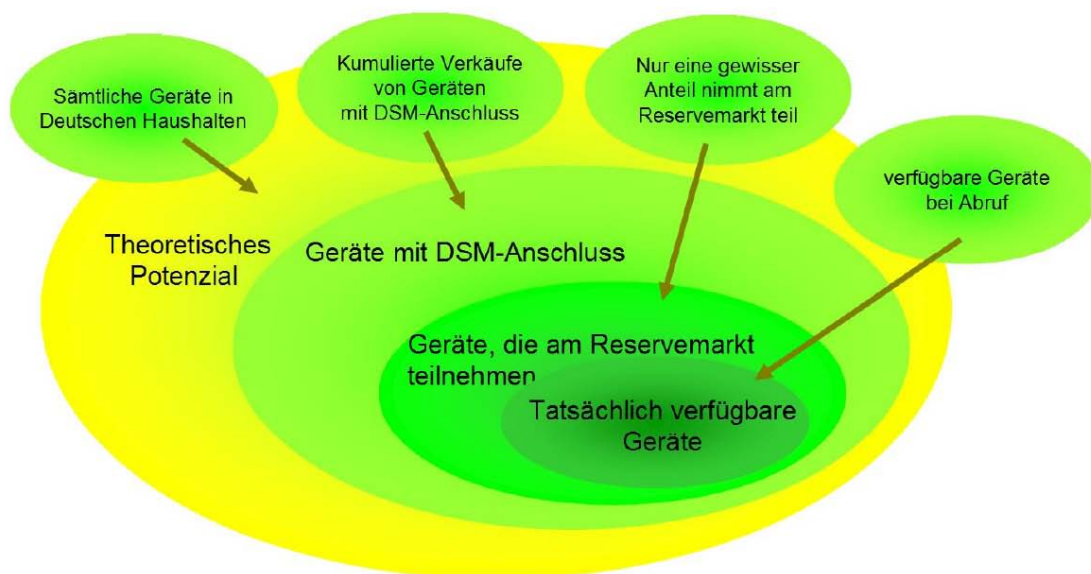 Sämtliche Geräte in
Deutschen Haushalten
Kumulierte Verkäufe
von Geräten
mit DSM-Anschluss
Nur eine gewisser
Anteil nimmt am
Reservemarkt teil
verfügbare Geräte
bei Abruf
Theoretisches
Potenzial
Geräte mit DSM-Anschluss
Geräte, die am Reservemarkt
teilnehmen
Tatsächlich verfügbare
Geräte